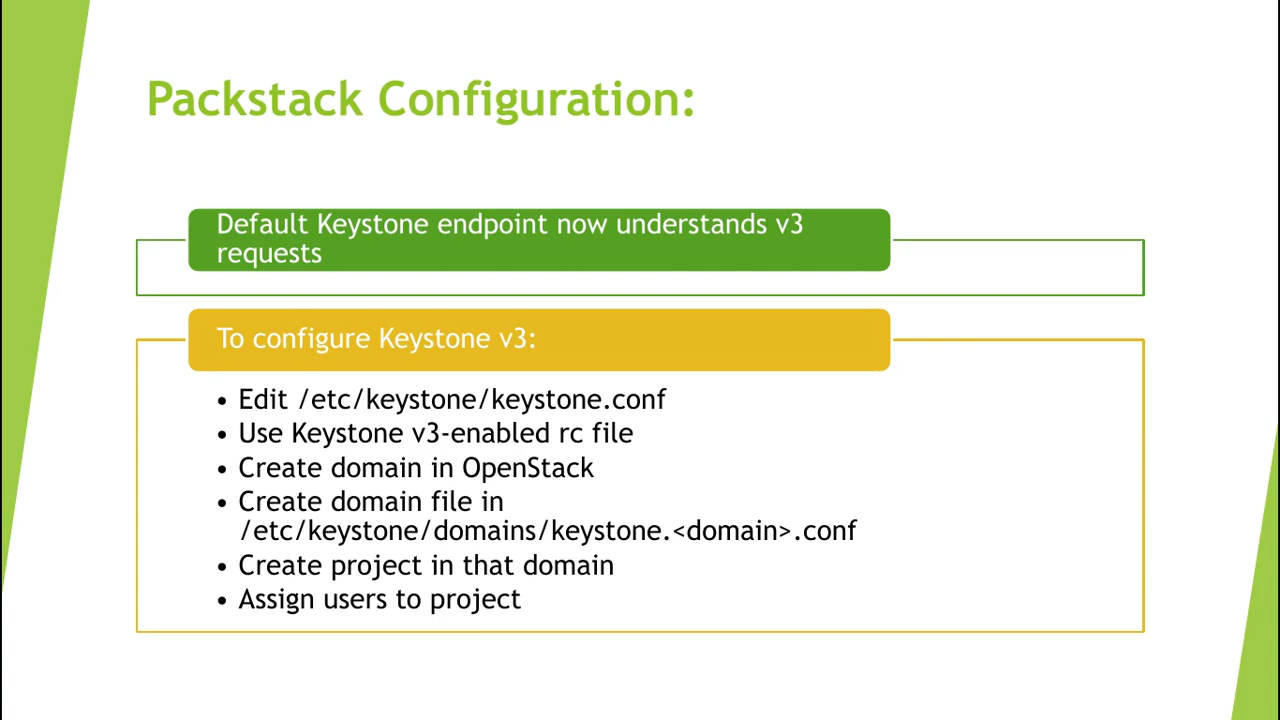 Packstack Configuration:
Default Keystone endpoint now understands v3
requests
To configure Keystone v3:
• Edit /etc/keystone/keystone.conf
• Use Keystone v3-enabled rc file
• Create domain in OpenStack
• Create domain file in
/etc/keystone/domains/keystone.<domain>.conf
• Create project in that domain
• Assign users to project